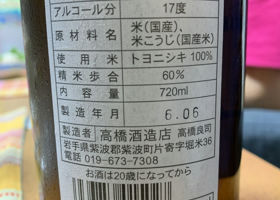 アルコール分 17度
原材料名 米(国産)、
米こうじ(国産米)
使用米 トヨニシキ100%
精米歩合 60%
内容量 720ml
製造年月 6.06
製造者 高橋酒造店 高橋良司
岩手県紫波郡紫波町片寄字堀米36
電話 019-673-7308
お酒は20歳になってから